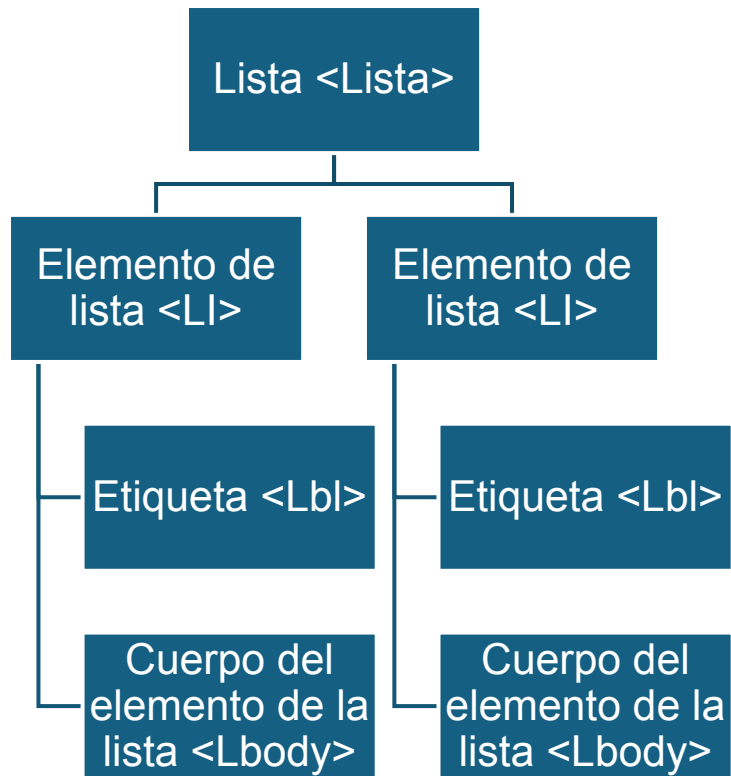 Lista <Lista>
Elemento de
lista <LI>
Elemento de
lista <LI>
Etiqueta <Lbl>
Etiqueta <Lbl>
Cuerpo del
elemento de la
lista <Lbody>
Cuerpo del
elemento de la
lista <Lbody>